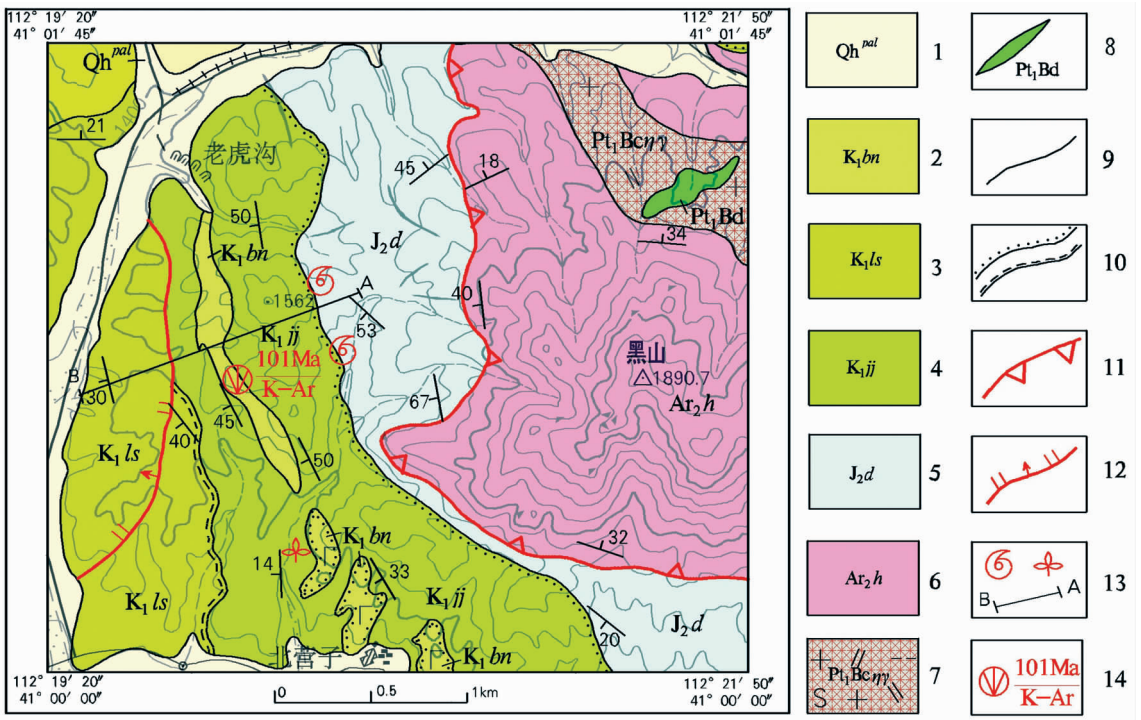 112° 19′ 20″
41° 01′ 45″
112° 21′ 50″
41° 01′ 45″
Qh^pal
21
1400
老虎沟
45
18
Pt₁Bcηγ
Pt₁Bd
50
K₁bn
J₂d
34
A
1562
53
40
K₁jj
黑山
1890.7
Ar₂h
101Ma
K-Ar
B
30
67
45
40
K₁ls
50
K₁bn
32
14
33
K₁ls
K₁jj
J₂d
20
K₁bn
112° 19′ 20″
41° 00′ 00″
0 0.5 1km
112° 21′ 50″
41° 00′ 00″
Qh^pal 1
K₁bn 2
K₁ls 3
K₁jj 4
J₂d 5
Ar₂h 6
Pt₁Bcηγ
S 7
Pt₁Bd 8
9
10
11
12
B A 13
101Ma
K-Ar 14